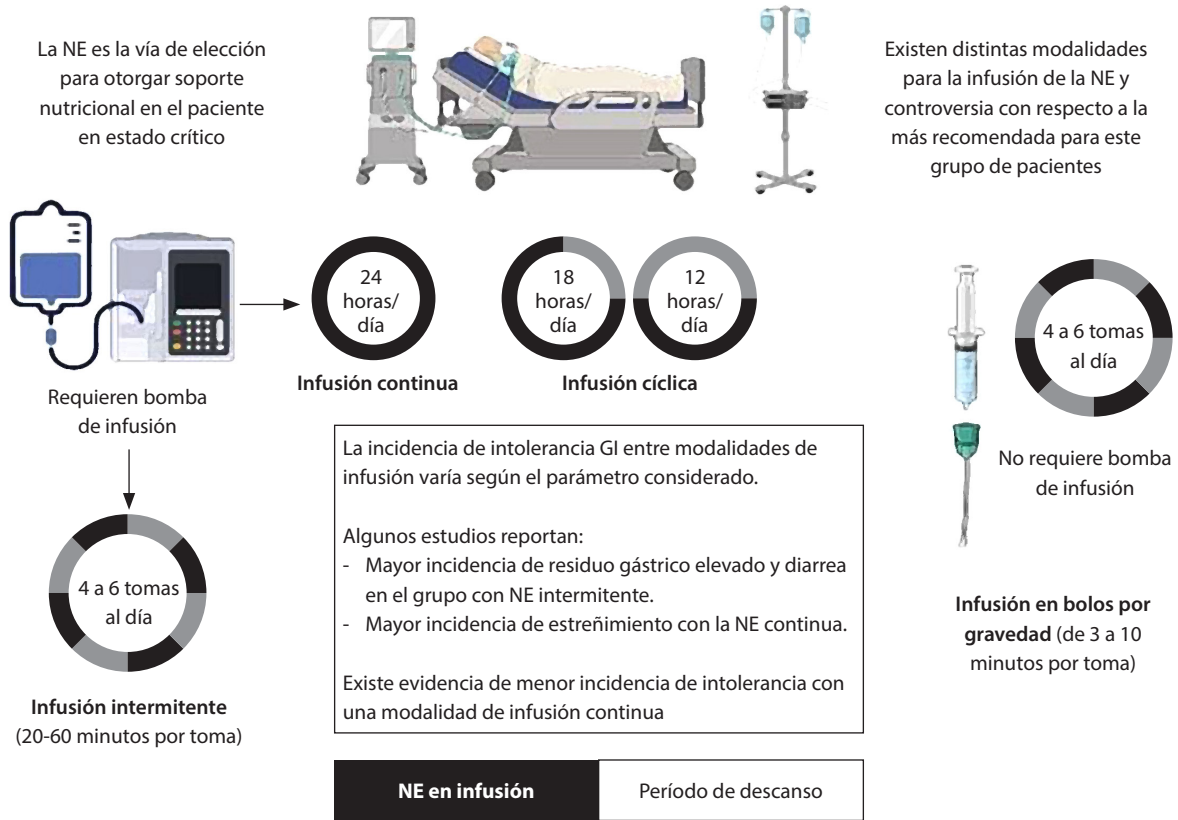 La NE es la vía de elección
para otorgar soporte
nutricional en el paciente
en estado crítico
Existen distintas modalidades
para la infusión de la NE y
controversia con respecto a la
más recomendada para este
grupo de pacientes
24
horas/
día
Infusión continua
18
horas/
día
12
horas/
día
Infusión cíclica
Requieren bomba
de infusión
4 a 6 tomas
al día
Infusión intermitente
(20-60 minutos por toma)
La incidencia de intolerancia GI entre modalidades de
infusión varía según el parámetro considerado.
Algunos estudios reportan:
- Mayor incidencia de residuo gástrico elevado y diarrea
en el grupo con NE intermitente.
- Mayor incidencia de estreñimiento con la NE continua.
Existe evidencia de menor incidencia de intolerancia con
una modalidad de infusión continua
4 a 6 tomas
al día
No requiere bomba
de infusión
Infusión en bolos por
gravedad (de 3 a 10
minutos por toma)
NE en infusión
Período de descanso